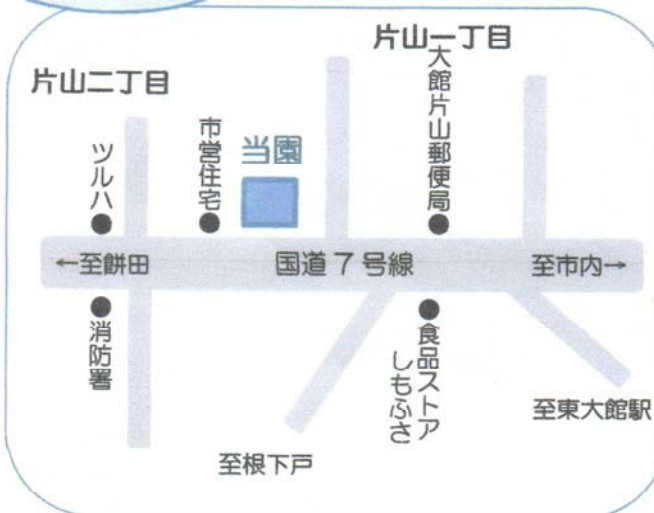 片山一丁目
片山二丁目
大館片山郵便局
市営住宅
当園
ツルハ
←至餅田
国道7号線
至市内→
消防署
食品ストア
しもふさ
至東大館駅
至根下戸